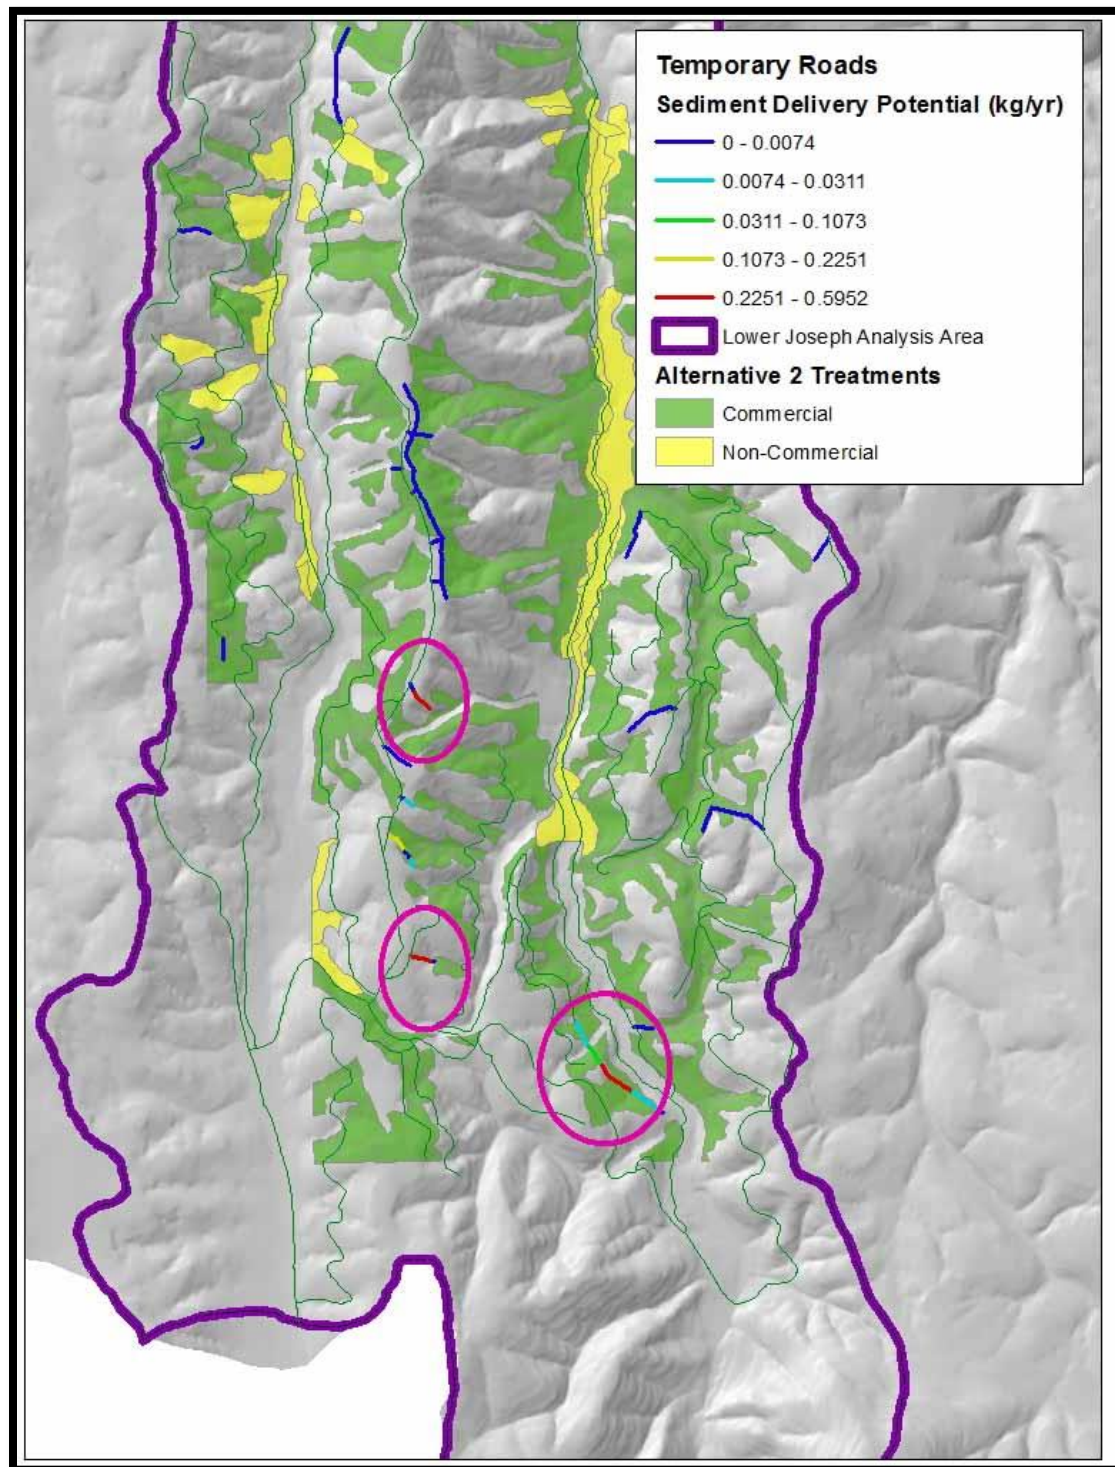 Temporary Roads
Sediment Delivery Potential (kg/yr)
0 - 0.0074
0.0074 - 0.0311
0.0311 - 0.1073
0.1073 - 0.2251
0.2251 - 0.5952
Lower Joseph Analysis Area
Alternative 2 Treatments
Commercial
Non-Commercial